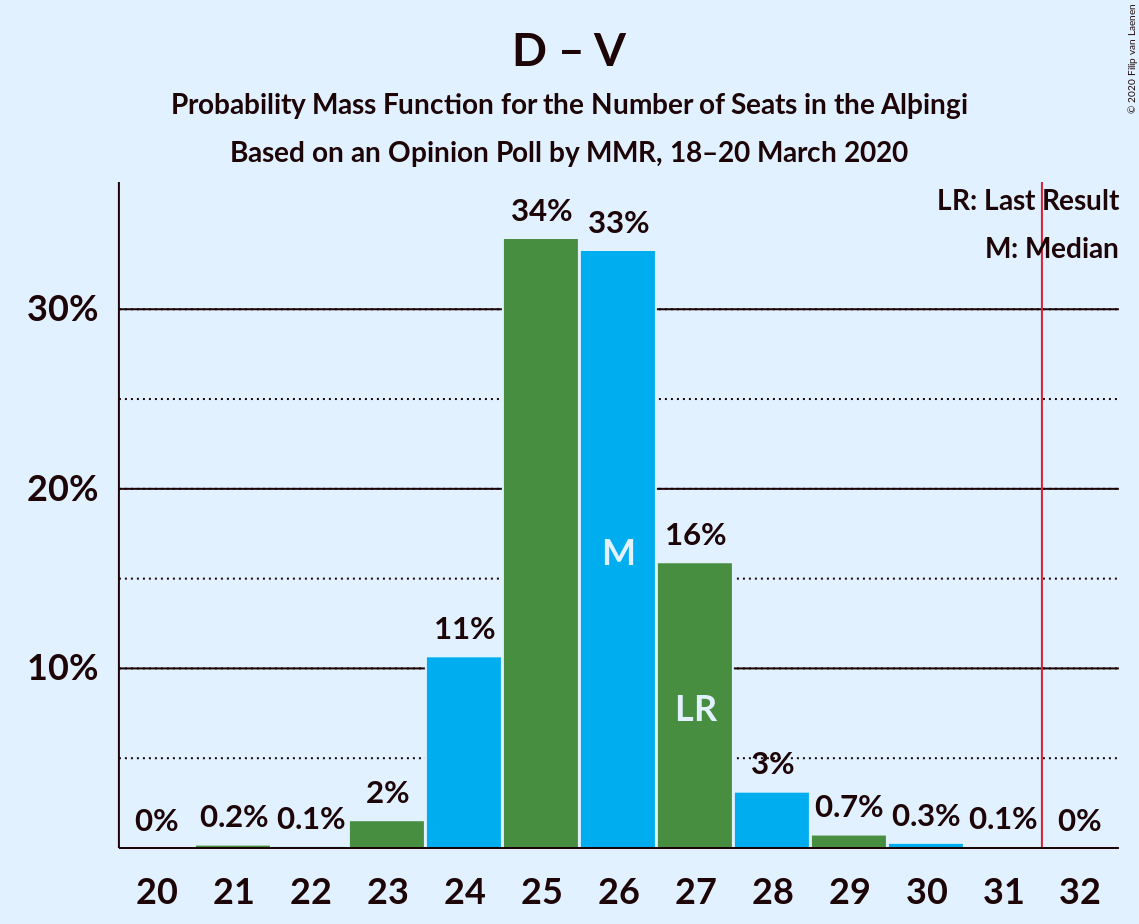 D – V
Probability Mass Function for the Number of Seats in the Alþingi
Based on an Opinion Poll by MMR, 18–20 March 2020
© 2020 Filip van Laenen
LR: Last Result
M: Median
34%
33%
30%
20%
16%
M
11%
10%
LR
3%
2%
0%
0.2%
0.1%
0.7%
0.3%
0.1%
0%
20 21 22 23 24 25 26 27 28 29 30 31 32